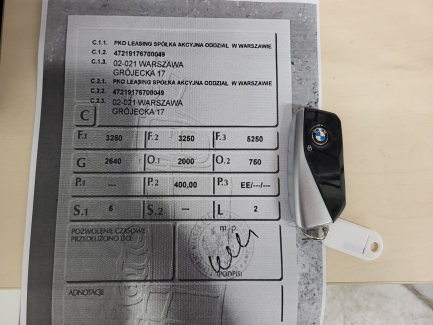 C.1.1. PKO LEASING SPÓŁKA AKCYJNA ODDZIAŁ W WARSZAWIE
C.1.2. 47219176700049
C.1.3. 02-021 WARSZAWA
GRÓJECKA 17
C.2.1. PKO LEASING SPÓŁKA AKCYJNA ODDZIAŁ W WARSZAWIE
C.2.2. 47219176700049
C.2.3. 02-021 WARSZAWA
GRÓJECKA 17
C
F.1 3250 F.2 3250 F.3 5250
G 2640 O.1 2000 O.2 750
P.1 --- P.2 400,00 P.3 EE/---/---
S.1 5 S.2 --- L 2
POZWOLENIE CZASOWE
PRZEDŁUŻONO DO:
m. p.
PODPIS
ADNOTACJE
BMW